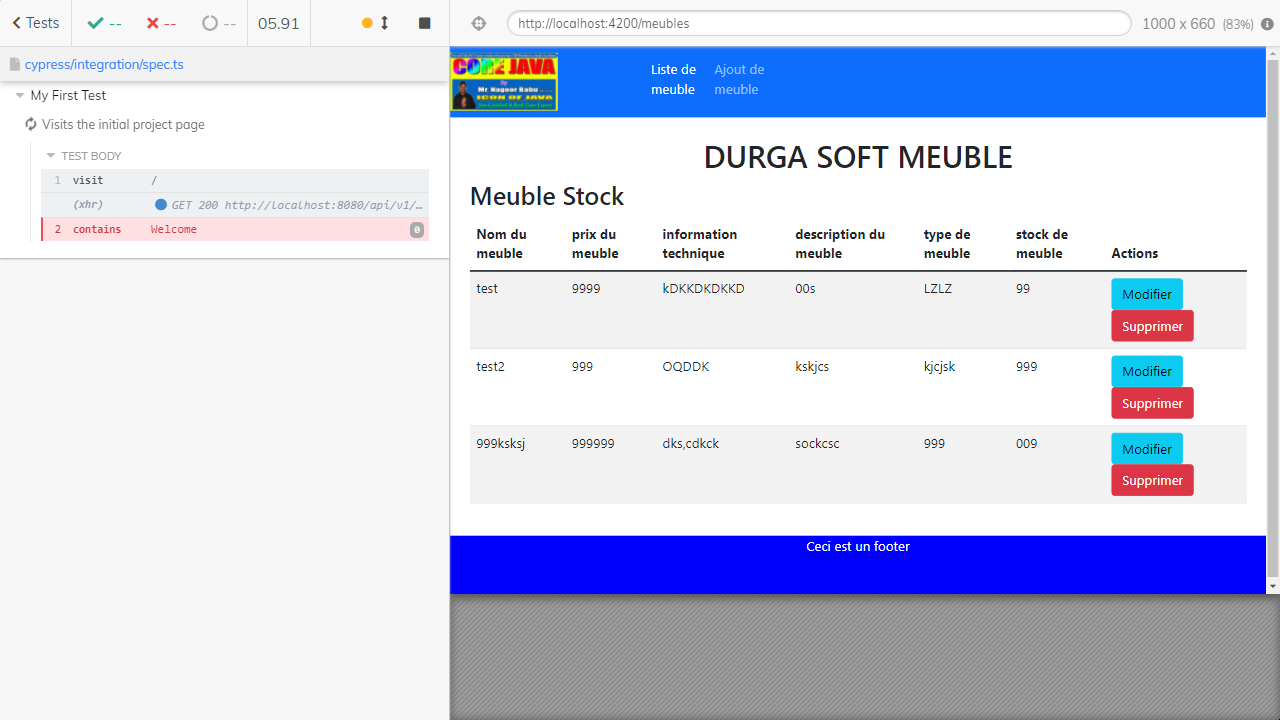 Tests
--
--
--
05.91
http://localhost:4200/meubles
1000 x 660 (83%)
cypress/integration/spec.ts
My First Test
Visits the initial project page
TEST BODY
1 visit /
(xhr) GET 200 http://localhost:8080/api/v1/…
2 contains Welcome 0
CORE JAVA
By
Mr. Nagoor Babu
ICON OF JAVA
Liste de
meuble
Ajout de
meuble
DURGA SOFT MEUBLE
Meuble Stock
Nom du
meuble
prix du
meuble
information
technique
description du
meuble
type de
meuble
stock de
meuble
Actions
test 9999 kDKKDKDKKD 00s LZLZ 99 Modifier
Supprimer
test2 999 OQDDK kskjcs kjcjsk 999 Modifier
Supprimer
999ksksj 999999 dks,cdkck sockcsc 999 009 Modifier
Supprimer
Ceci est un footer